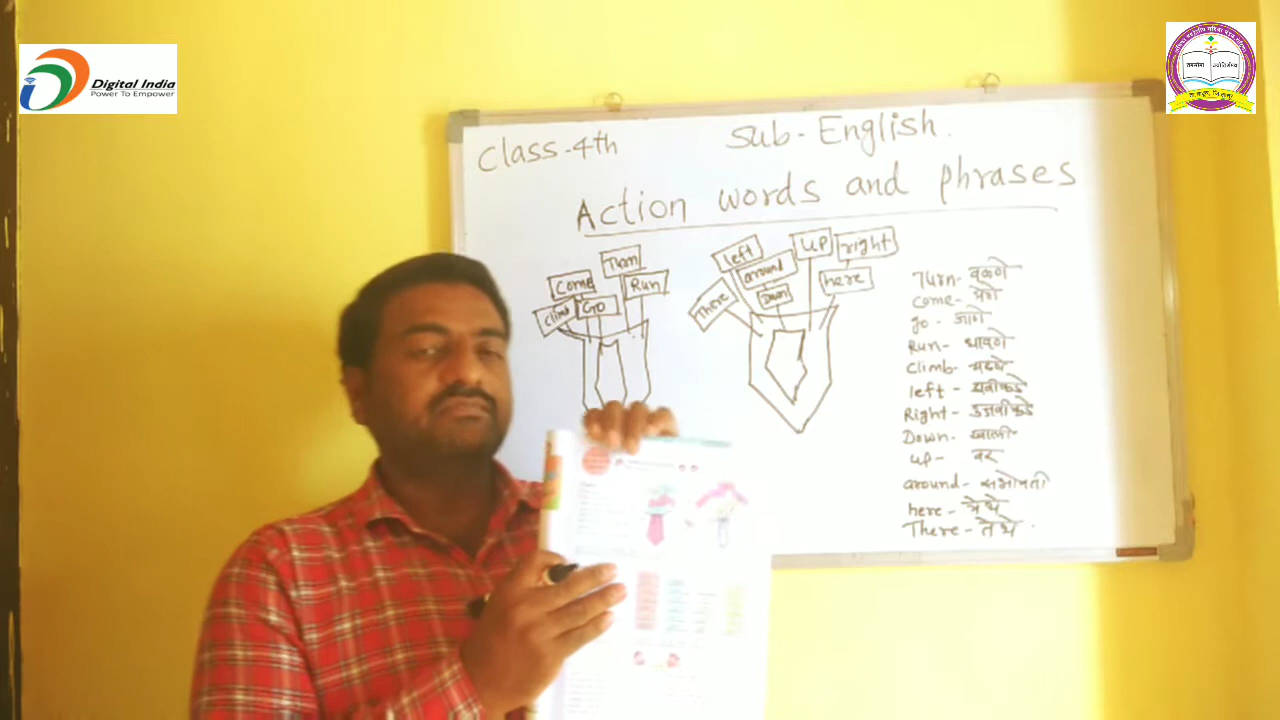 Digital India
Power To Empower
Class-4th Sub- English.
Action words and phrases
Turn
Come
Run
Climb
Go
left
UP
right
around
here
Down
There
Turn- वळणे
Come- येणे
go - जाणे
Run- धावणे
Climb- चढणे
left - डावीकडे
Right - उजवीकडे
Down- खाली
up - वर
around - सभोवती
here - येथे
There - तेथे